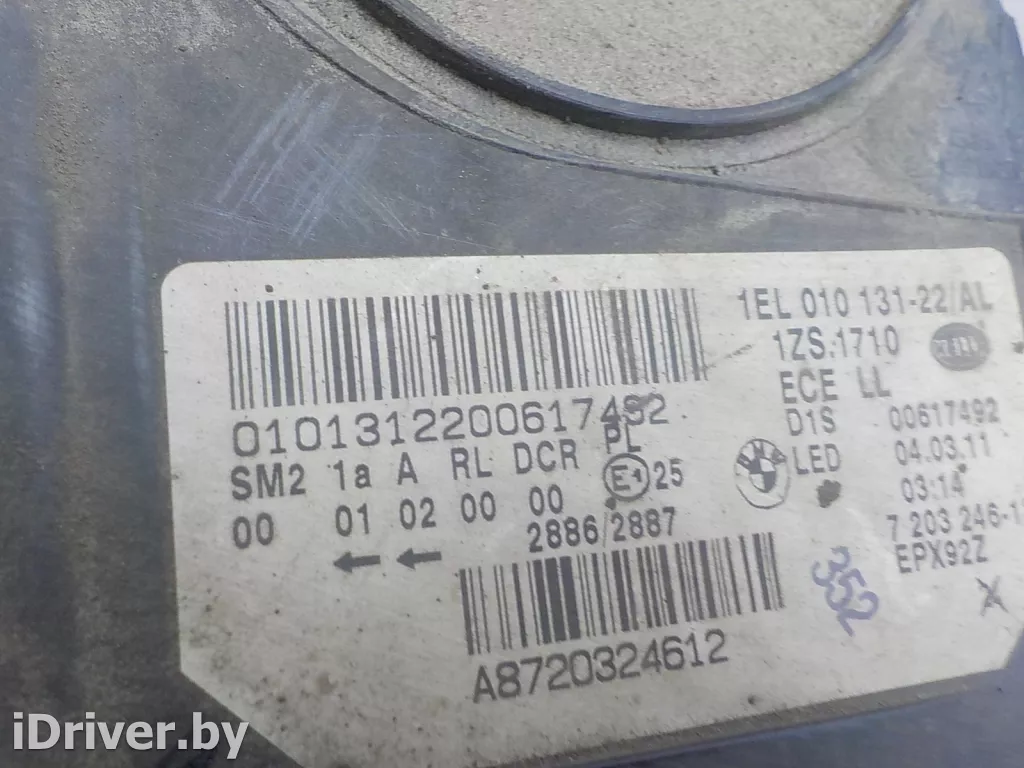 1EL 010 131-22/AL
1ZS.1710
HELLA
ECE LL
D1S 00617492
LED 04.03.11
03:14
7 203 246-1
EPX92Z
0101312200617492
SM2 1a A RL DCR PL
00 01 02 00 00 E1 25
2886/2887
A8720324612
352
X
iDriver.by